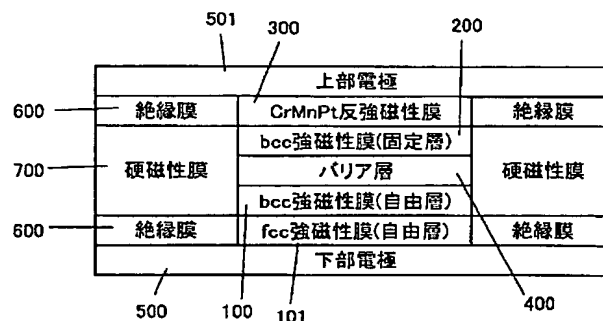 501
300
200
上部電極
600
絶縁膜
CrMnPt反強磁性膜
絶縁膜
bcc強磁性膜(固定層)
700
硬磁性膜
バリア層
硬磁性膜
bcc強磁性膜(自由層)
600
絶縁膜
fcc強磁性膜(自由層)
絶縁膜
下部電極
500
100
101
400